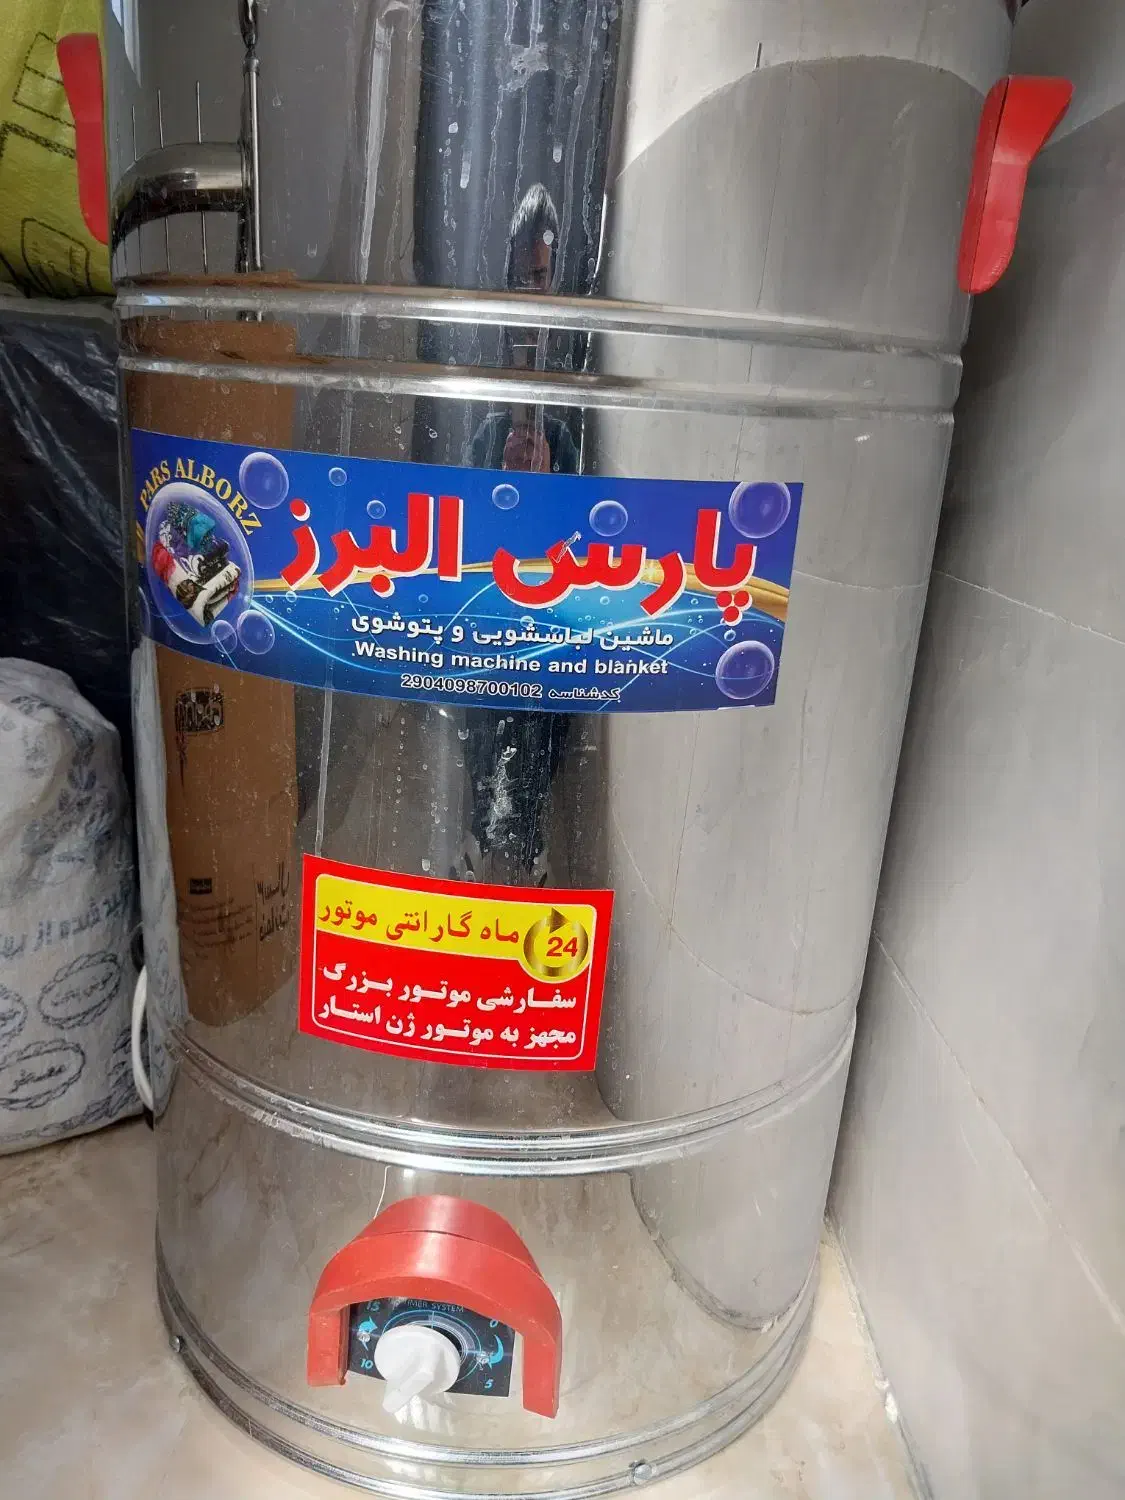 PARS ALBORZ
پارس البرز
ماشین لباسشویی و پتوشوی
Washing machine and blanket
کدشناسه 2904098700102
24 ماه گارانتی موتور
سفارشی موتور بزرگ
مجهز به موتور ژن استار
TIMER SYSTEM
15
0
10
5